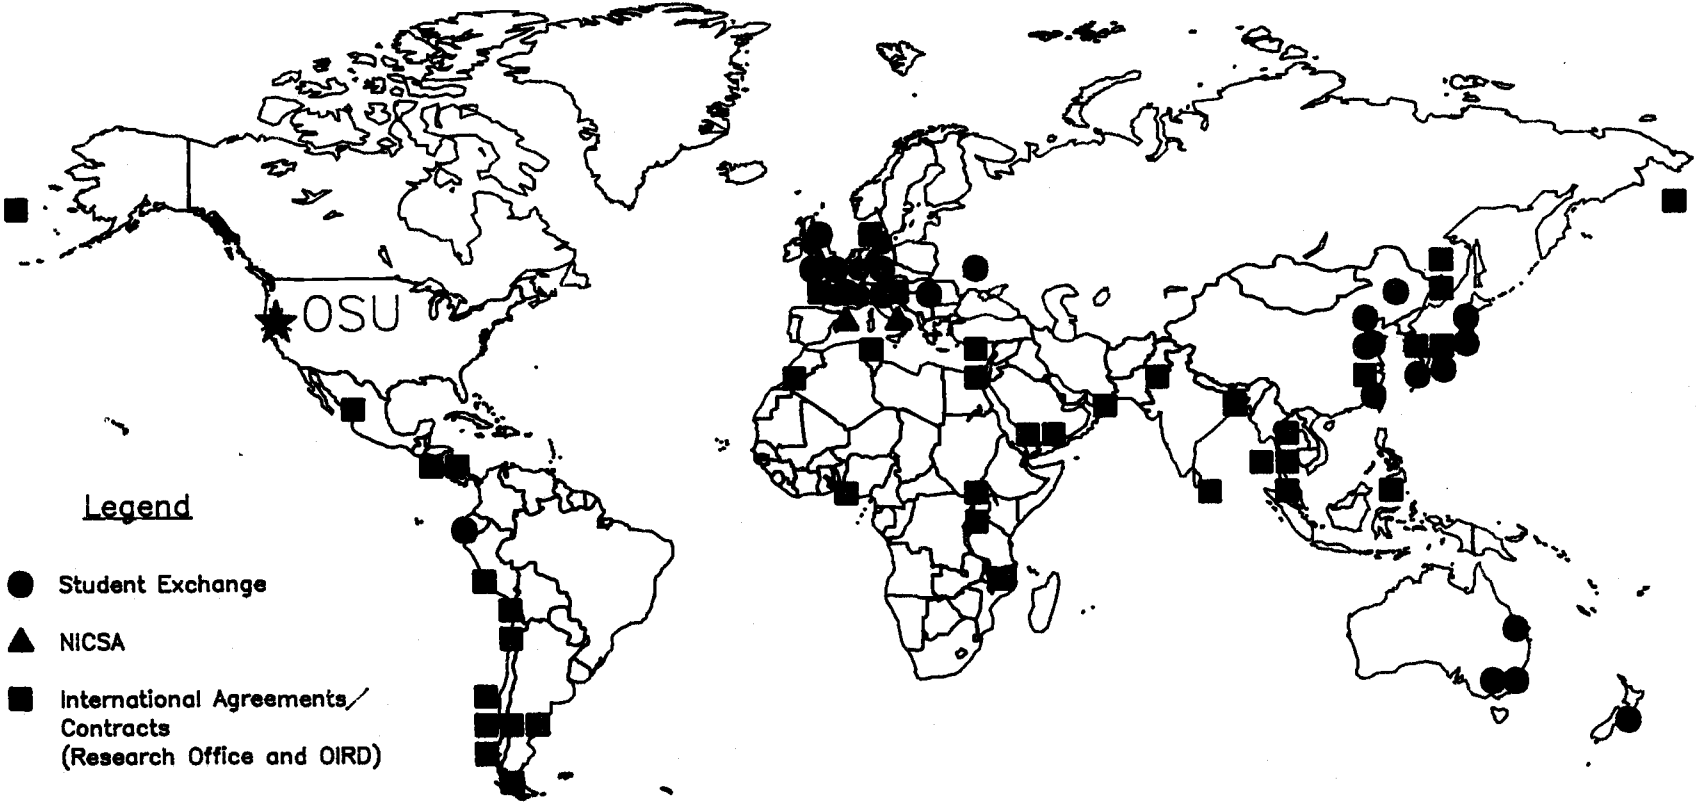 OSU
Legend
Student Exchange
NICSA
International Agreements/
Contracts
(Research Office and OIRD)